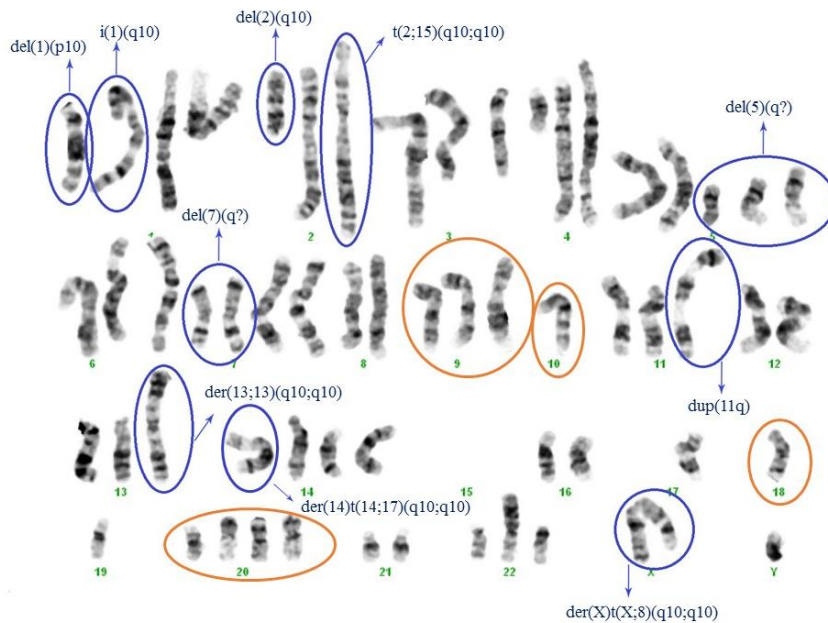 del(1)(p10)
i(1)(q10)
del(2)(q10)
t(2;15)(q10;q10)
del(5)(q?)
1
2
3
4
5
del(7)(q?)
6
7
8
9
10
11
12
dup(11q)
der(13;13)(q10;q10)
13
14
15
16
17
18
der(14)t(14;17)(q10;q10)
19
20
21
22
X
Y
der(X)t(X;8)(q10;q10)